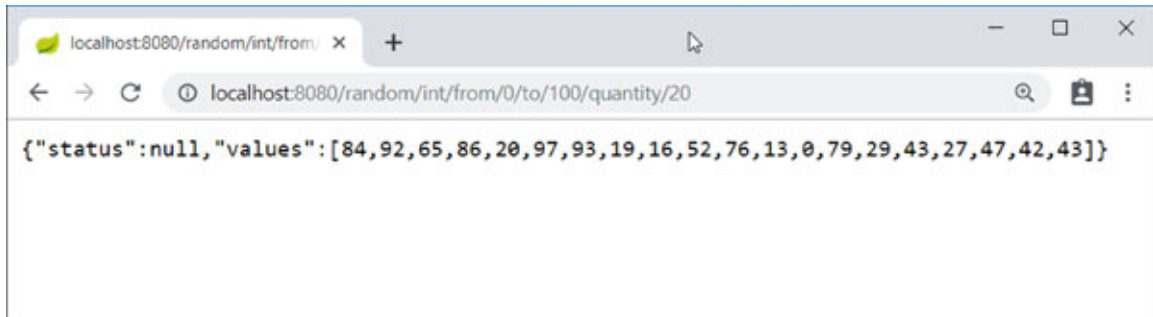 localhost:8080/random/int/from/
localhost:8080/random/int/from/0/to/100/quantity/20
{"status":null,"values":[84,92,65,86,20,97,93,19,16,52,76,13,0,79,29,43,27,47,42,43]}